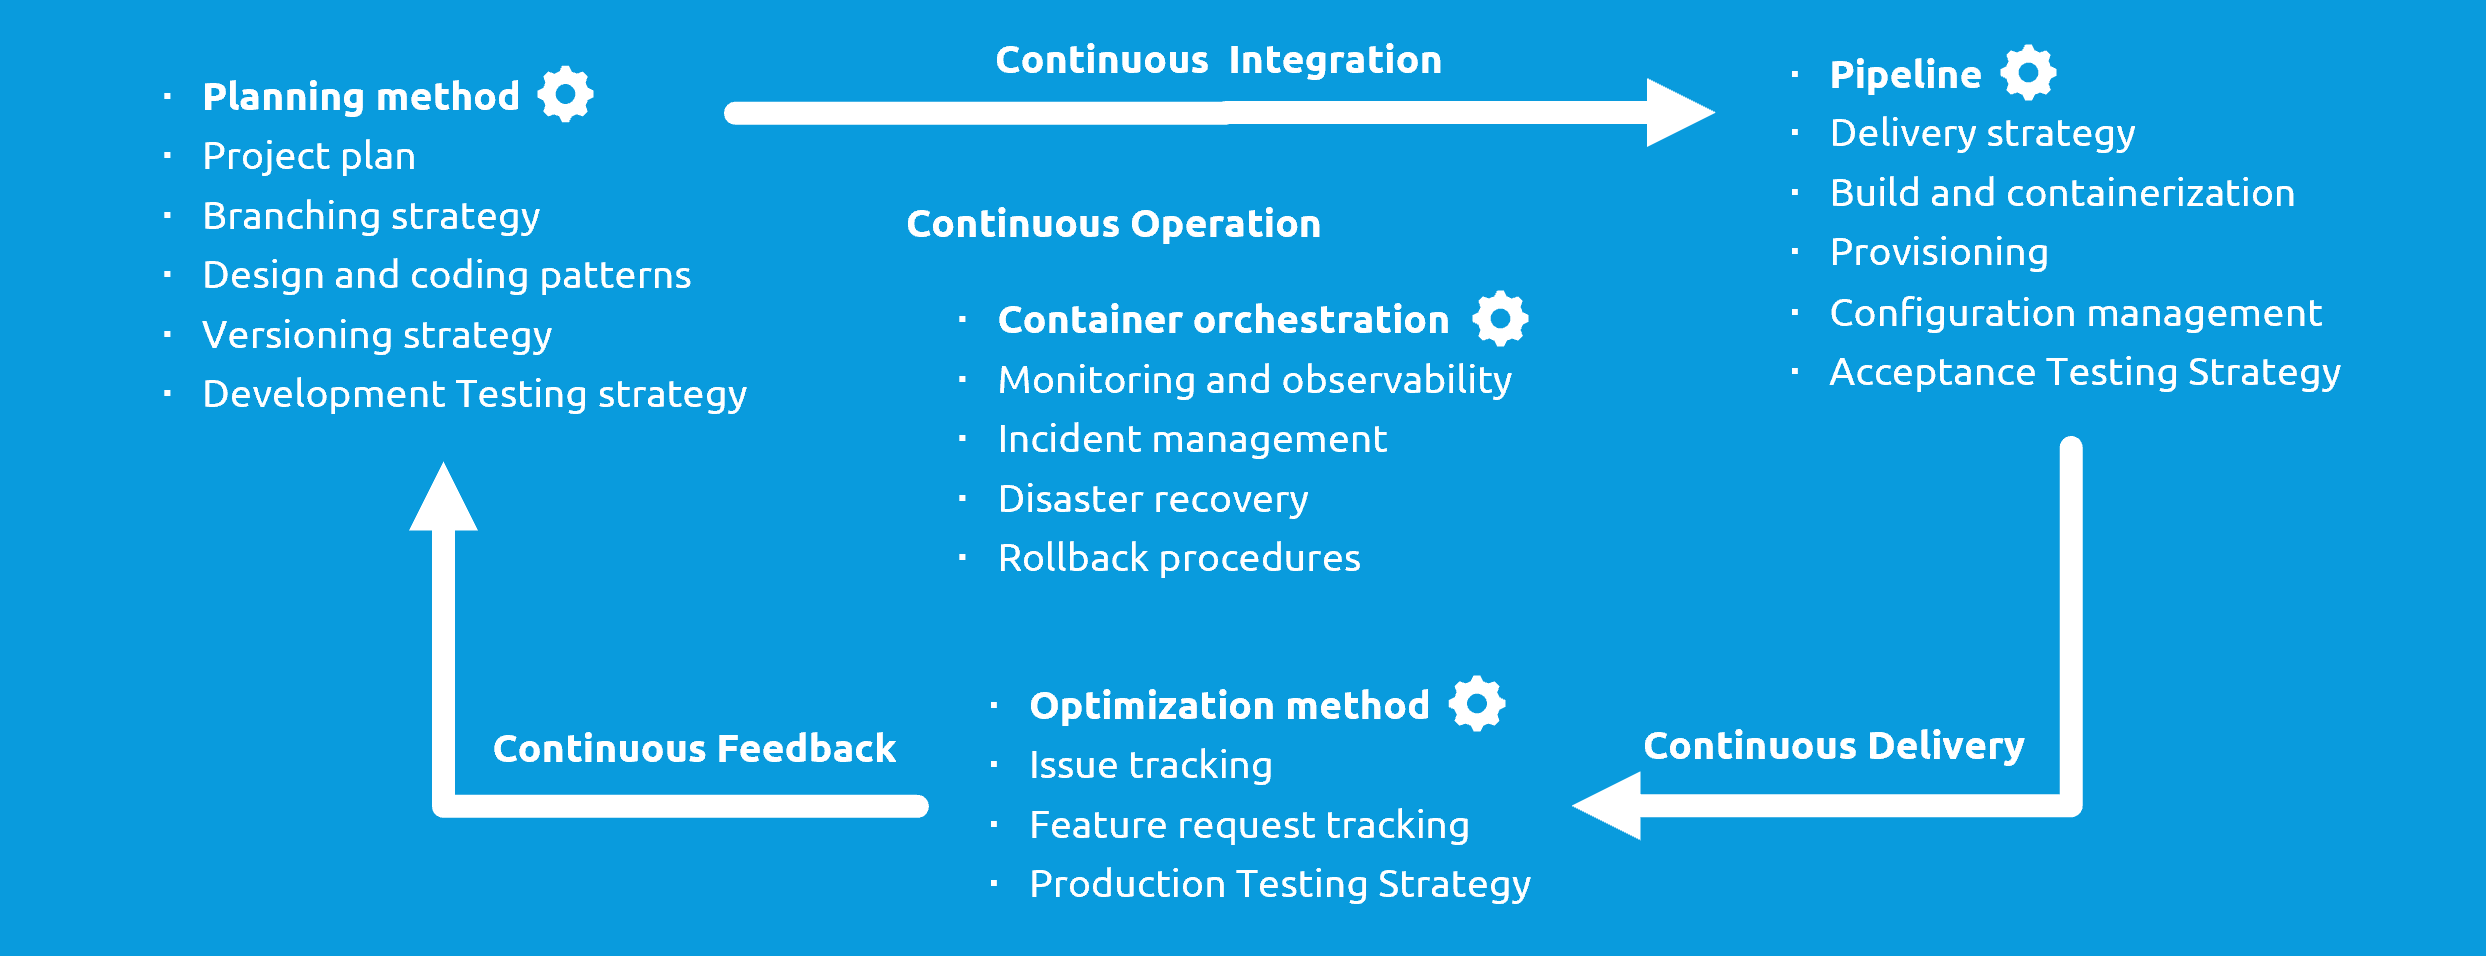 · Planning method
· Project plan
· Branching strategy
· Design and coding patterns
· Versioning strategy
· Development Testing strategy
Continuous Integration
· Pipeline
· Delivery strategy
· Build and containerization
· Provisioning
· Configuration management
· Acceptance Testing Strategy
Continuous Operation
· Container orchestration
· Monitoring and observability
· Incident management
· Disaster recovery
· Rollback procedures
Continuous Delivery
· Optimization method
· Issue tracking
· Feature request tracking
· Production Testing Strategy
Continuous Feedback